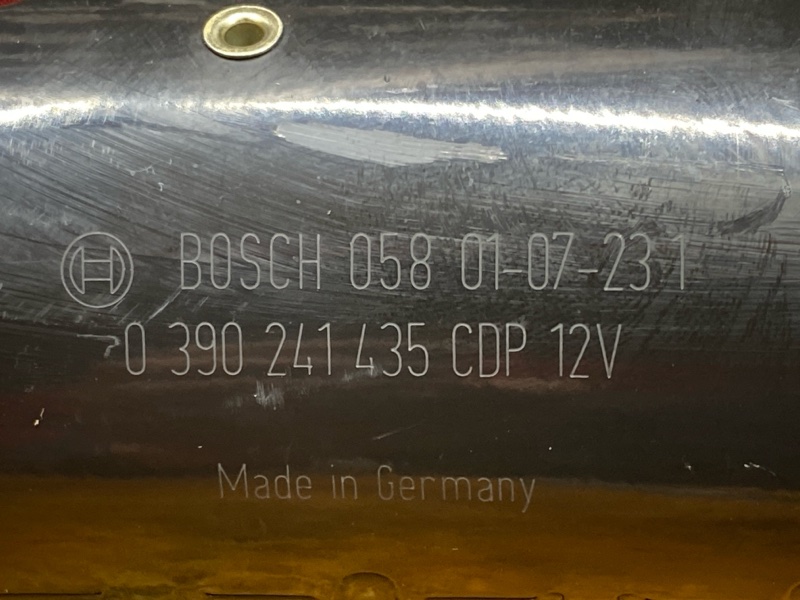 BOSCH 058 01-07-23 1
0 390 241 435 CDP 12V
Made in Germany